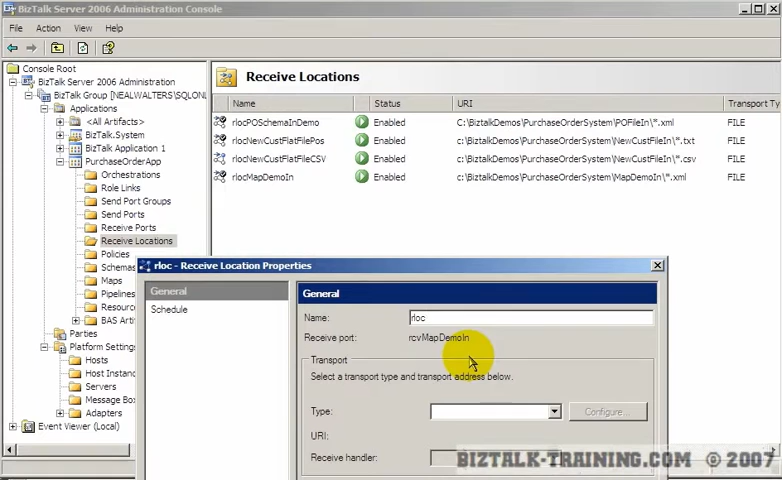 BizTalk Server 2006 Administration Console
File Action View Help
Console Root
BizTalk Server 2006 Administration
BizTalk Group [NEALWALTERS\SQLONL
Applications
<All Artifacts>
BizTalk.System
BizTalk Application 1
PurchaseOrderApp
Orchestrations
Role Links
Send Port Groups
Send Ports
Receive Ports
Receive Locations
Policies
Schemas
Maps
Pipelines
Resourc
BAS Arti
Parties
Platform Settings
Hosts
Host Instanc
Servers
Message Box
Adapters
Event Viewer (Local)
Receive Locations
Name Status URI Transport Ty
rlocPOSchemaDemo Enabled C:\BiztalkDemos\PurchaseOrderSystem\POFileIn\*.xml FILE
rlocNewCustFlatFilePos Enabled c:\BiztalkDemos\PurchaseOrderSystem\NewCustFileIn\*.txt FILE
rlocNewCustFlatFileCSV Enabled c:\BiztalkDemos\PurchaseOrderSystem\NewCustFileIn\*.csv FILE
rlocMapDemoIn Enabled c:\BiztalkDemos\PurchaseOrderSystem\MapDemoIn\*.xml FILE
rloc - Receive Location Properties
General
Schedule
General
Name: rloc
Receive port: rcvMapDemoIn
Transport
Select a transport type and transport address below.
Type: Configure...
URI:
Receive handler:
BIZTALK-TRAINING.COM © 2007